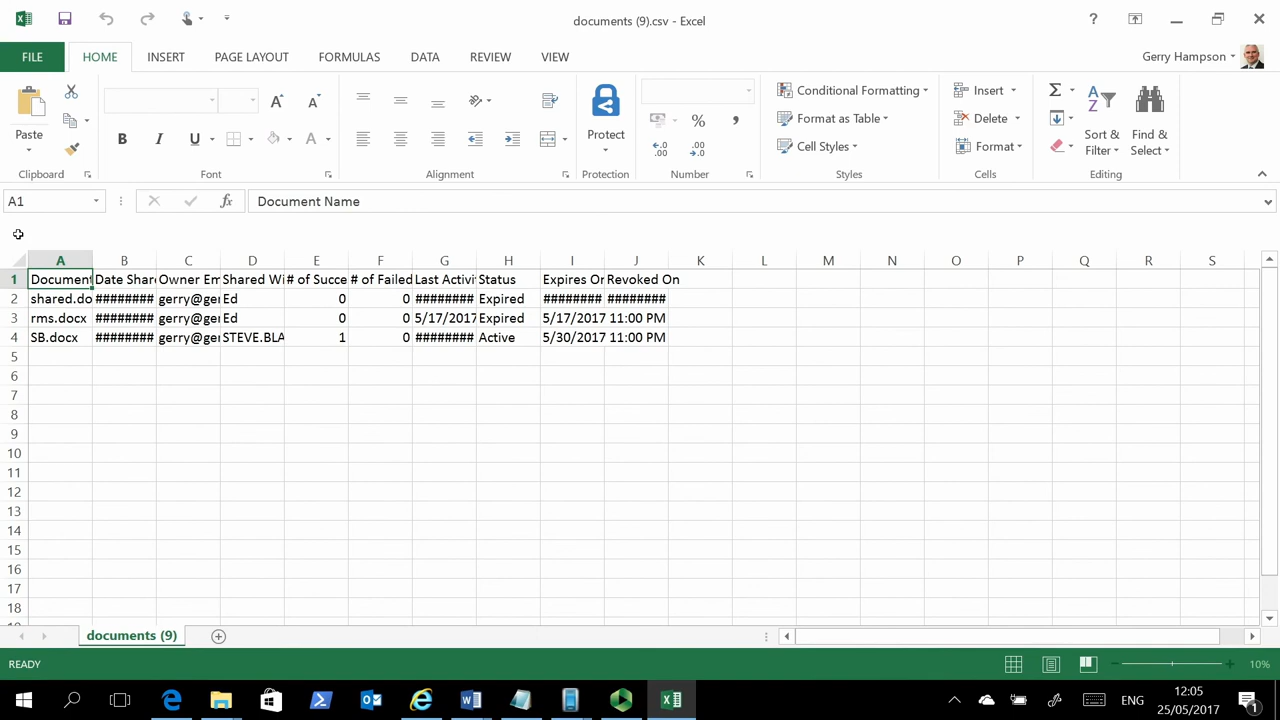 documents (9).csv - Excel
?
FILE
HOME
INSERT
PAGE LAYOUT
FORMULAS
DATA
REVIEW
VIEW
Gerry Hampson
Paste
B I U A
Protect
%
Conditional Formatting
Format as Table
Cell Styles
Insert
Delete
Format
Sort & Filter
Find & Select
Clipboard
Font
Alignment
Protection
Number
Styles
Cells
Editing
A1
fx
Document Name
A B C D E F G H I J K L M N O P Q R S
1 Document Date Share Owner Em Shared Wi # of Succe # of Failed Last Activi Status Expires On Revoked On
2 shared.do ######## gerry@ge Ed 0 0 ######## Expired ######## ########
3 rms.docx ######## gerry@ge Ed 0 0 5/17/2017 Expired 5/17/2017 11:00 PM
4 SB.docx ######## gerry@ge STEVE.BLA 1 0 ######## Active 5/30/2017 11:00 PM
5
6
7
8
9
10
11
12
13
14
15
16
17
18
documents (9)
READY
10%
ENG
12:05
25/05/2017
1